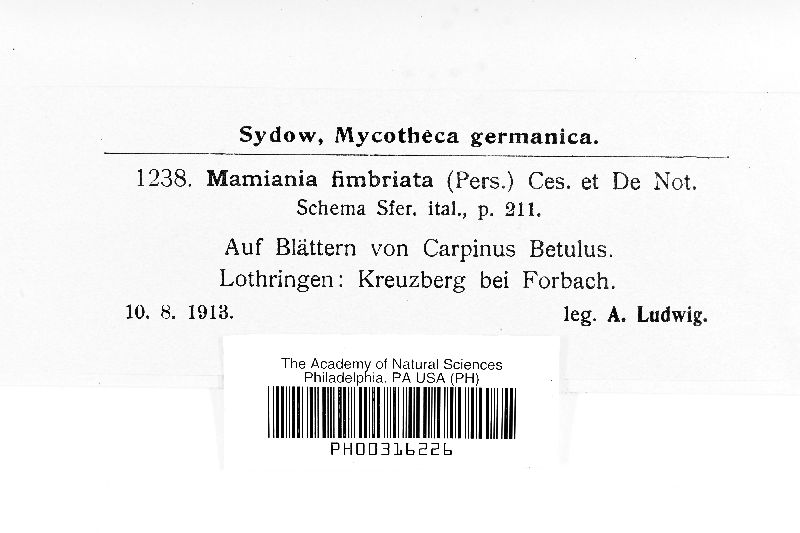 Sydow, Mycotheca germanica.
1238. Mamiania fimbriata (Pers.) Ces. et De Not.
Schema Sfer. ital., p. 211.
Auf Blättern von Carpinus Betulus.
Lothringen: Kreuzberg bei Forbach.
10. 8. 1913. leg. A. Ludwig.
The Academy of Natural Sciences
Philadelphia. PA USA (PH)
PH00316226